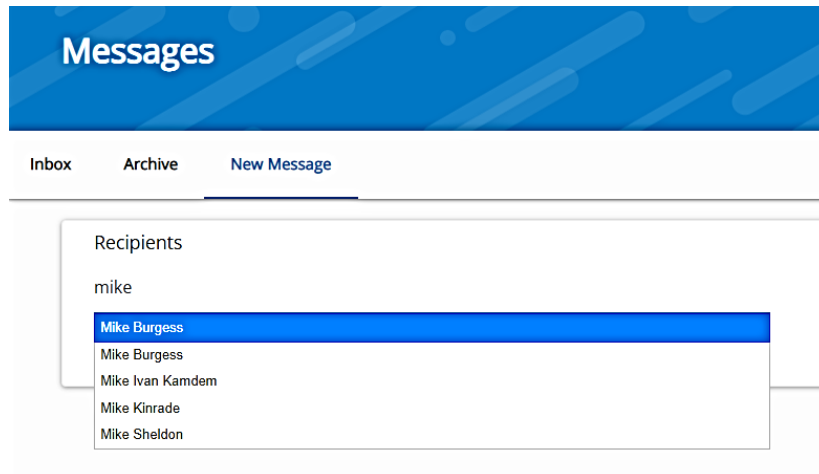 Messages
Inbox Archive New Message
Recipients
mike
Mike Burgess
Mike Burgess
Mike Ivan Kamdem
Mike Kinrade
Mike Sheldon